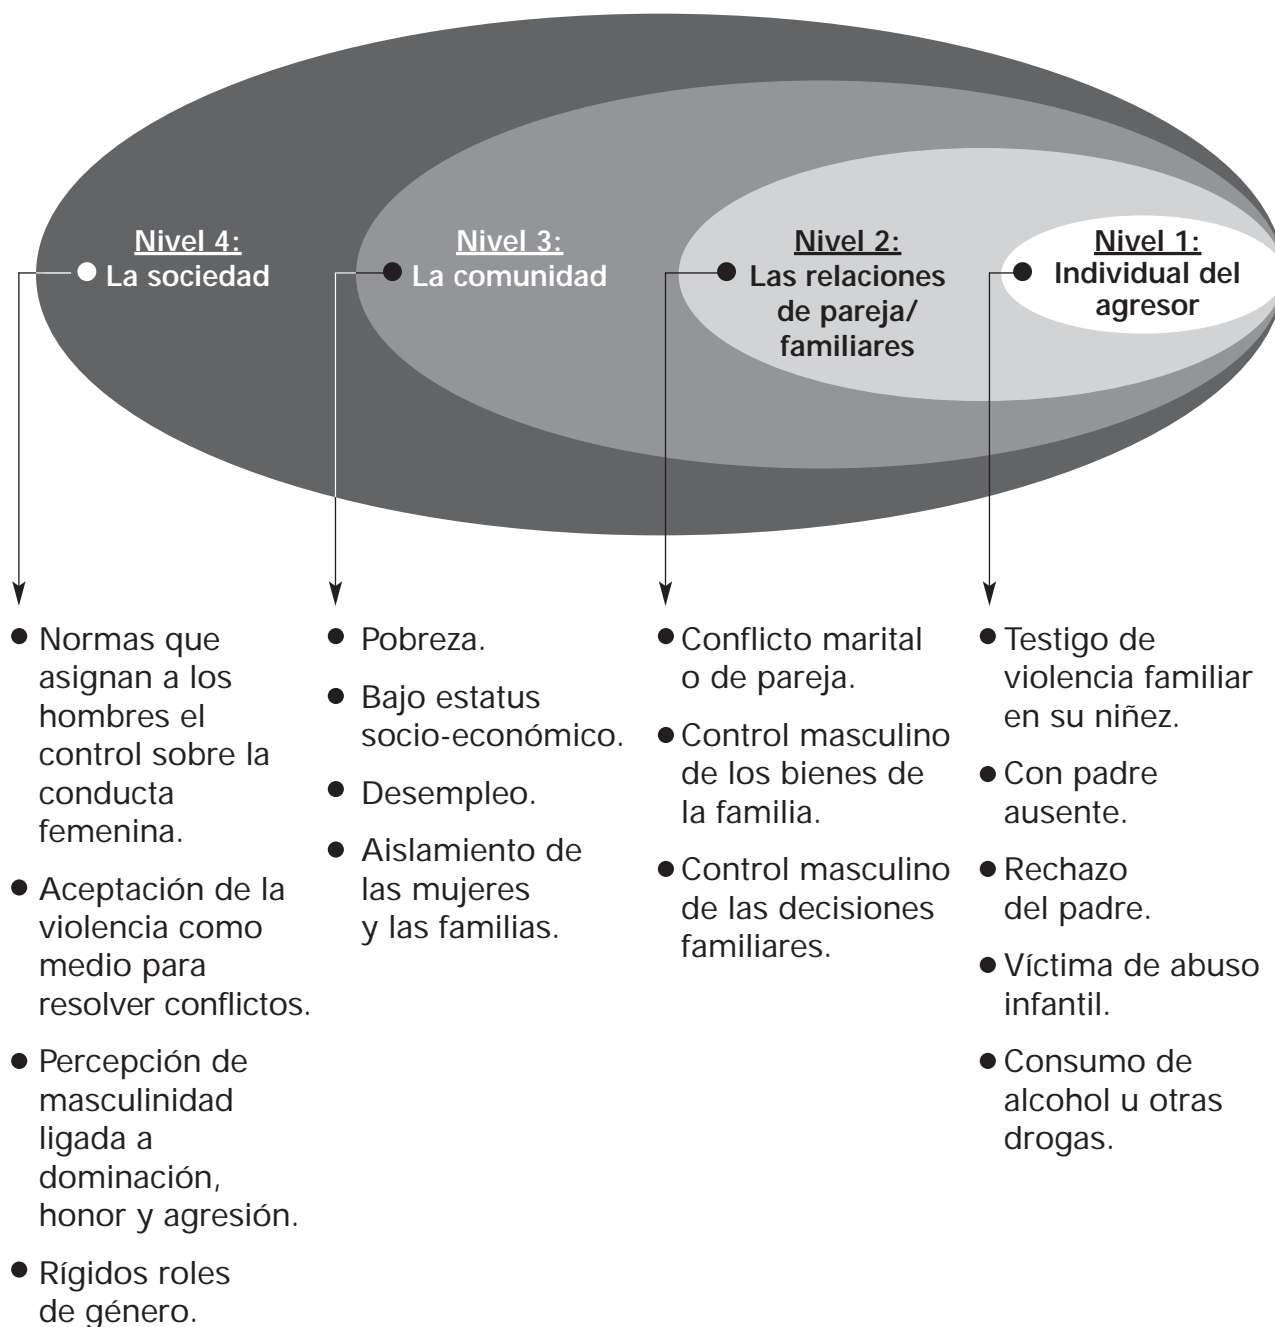 Nivel 4:
La sociedad
Nivel 3:
La comunidad
Nivel 2:
Las relaciones
de pareja/
familiares
Nivel 1:
Individual del
agresor
Normas que
asignan a los
hombres el
control sobre la
conducta
femenina.
Aceptación de la
violencia como
medio para
resolver conflictos.
Percepción de
masculinidad
ligada a
dominación,
honor y agresión.
Rígidos roles
de género.
Pobreza.
Bajo estatus
socio-económico.
Desempleo.
Aislamiento de
las mujeres
y las familias.
Conflicto marital
o de pareja.
Control masculino
de los bienes de
la familia.
Control masculino
de las decisiones
familiares.
Testigo de
violencia familiar
en su niñez.
Con padre
ausente.
Rechazo
del padre.
Víctima de abuso
infantil.
Consumo de
alcohol u otras
drogas.